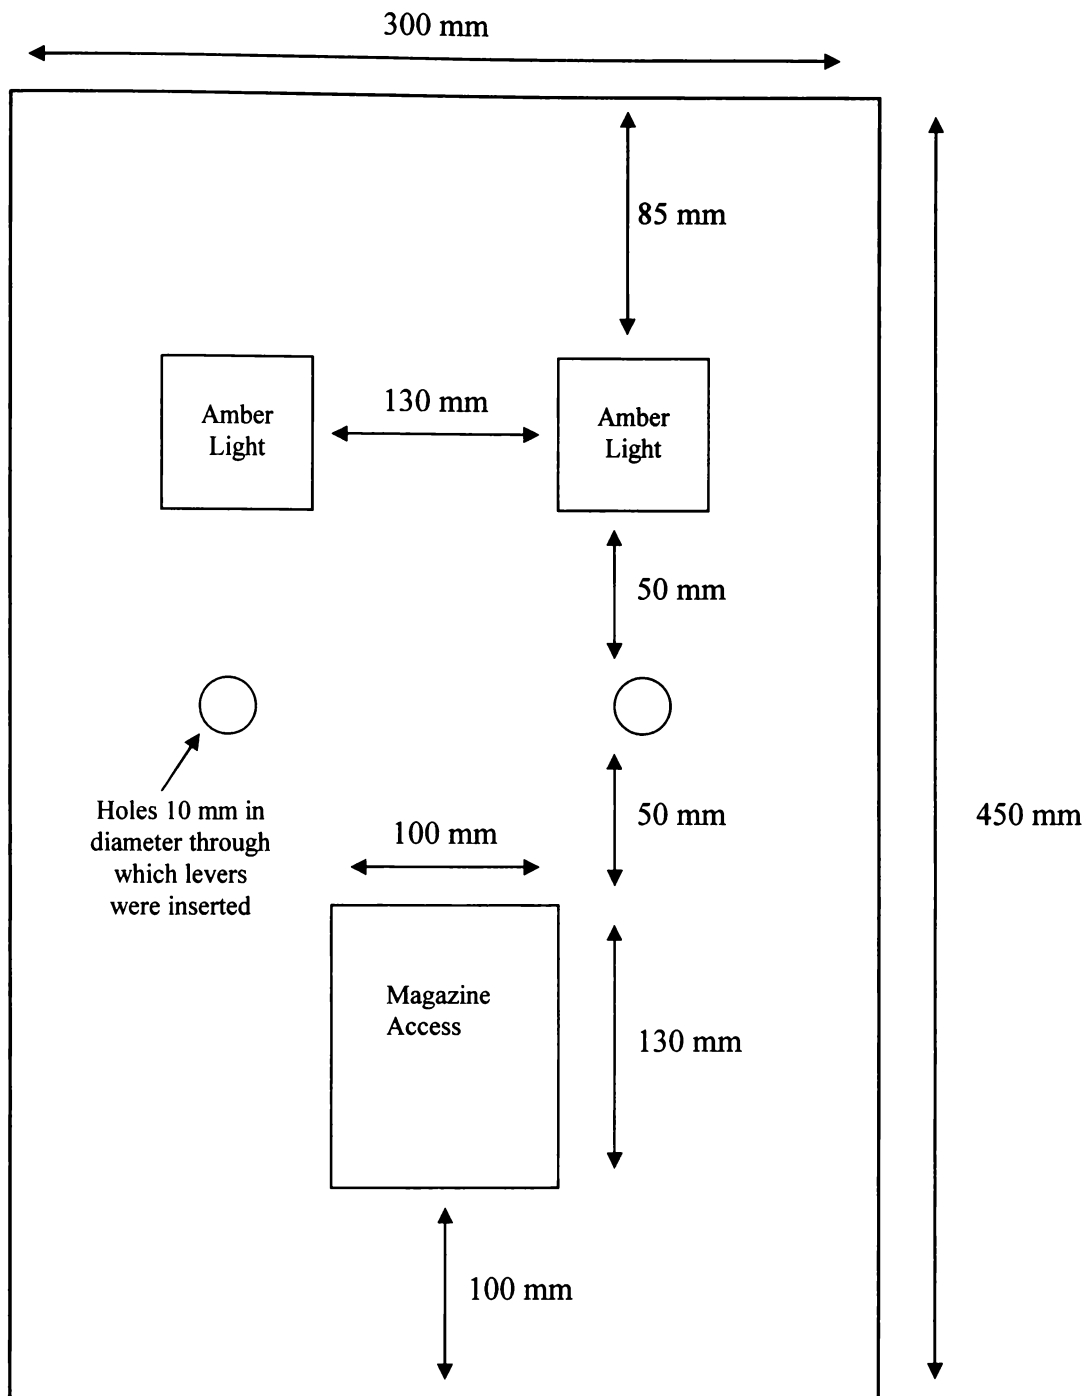 300 mm
85 mm
130 mm
Amber
Light
Amber
Light
50 mm
Holes 10 mm in
diameter through
which levers
were inserted
100 mm
50 mm
450 mm
Magazine
Access
130 mm
100 mm